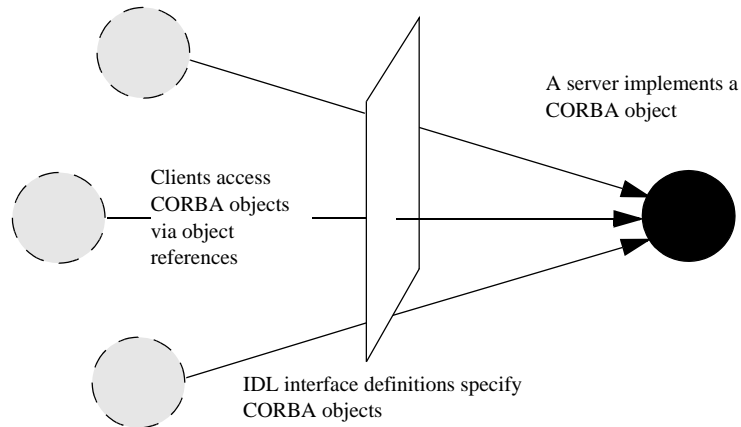 A server implements a
CORBA object
Clients access
CORBA objects
via object
references
IDL interface definitions specify
CORBA objects